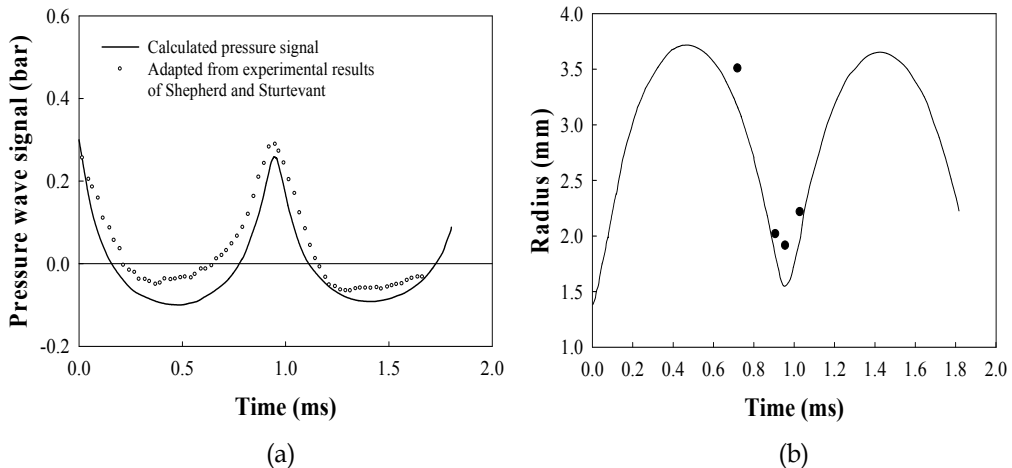 Pressure wave signal (bar)
0.6
0.4
0.2
0.0
-0.2
Calculated pressure signal
Adapted from experimental results
of Shepherd and Sturtevant
0.0 0.5 1.0 1.5 2.0
Time (ms)
(a)
Radius (mm)
4.0
3.5
3.0
2.5
2.0
1.5
1.0
0.0 0.2 0.4 0.6 0.8 1.0 1.2 1.4 1.6 1.8 2.0
Time (ms)
(b)